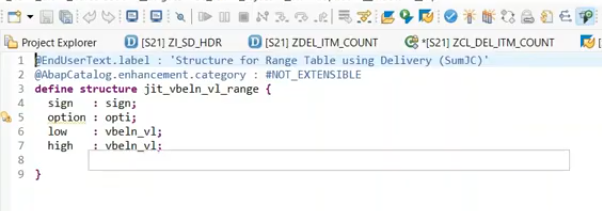 Project Explorer [S21] ZI_SD_HDR [S21] ZDEL_ITM_COUNT *[S21] ZCL_DEL_ITM_COUNT
1 @EndUserText.label : 'Structure for Range Table using Delivery (SumJC)'
2 @AbapCatalog.enhancement.category : #NOT_EXTENSIBLE
3 define structure jit_vbeln_vl_range {
4 sign : sign;
5 option : opti;
6 low : vbeln_vl;
7 high : vbeln_vl;
8
9 }